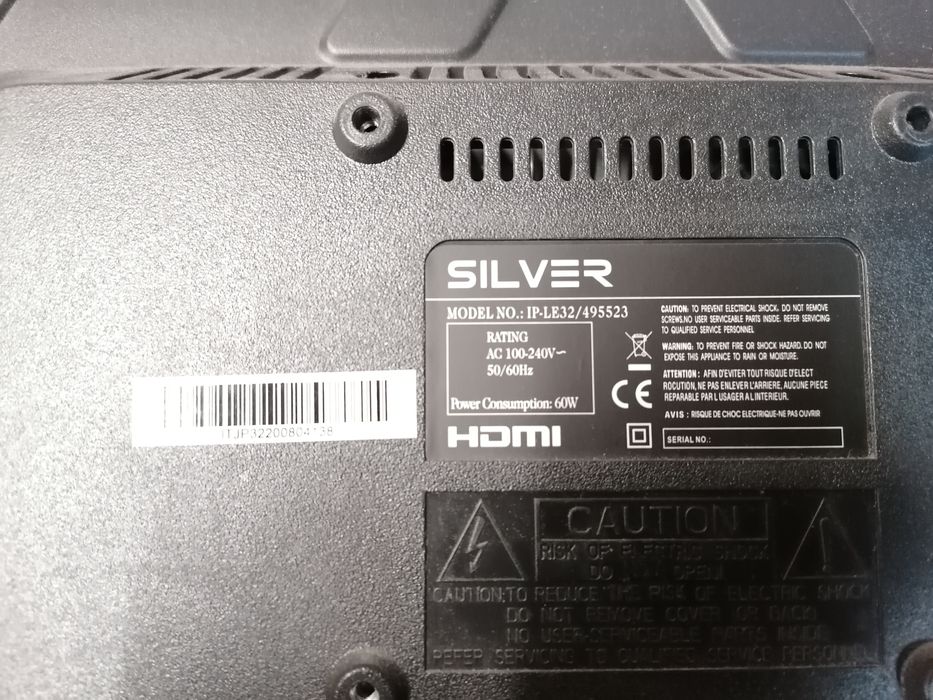 SILVER
MODEL NO.: IP-LE32/495523
RATING
AC 100-240V~
50/60Hz
Power Consumption: 60W
HDMI
CAUTION: TO PREVENT ELECTRICAL SHOCK. DO NOT REMOVE
SCREWS.NO USER SERVICEABLE PARTS INSIDE. REFER SERVICING
TO QUALIFIED SERVICE PERSONNEL
WARNING: TO PREVENT FIRE OR SHOCK HAZARD. DO NOT
EXPOSE THIS APPLIANCE TO RAIN OR MOISTURE.
ATTENTION : AFIN D'EVITER TOUT RISQUE D'ELECT
ROCUTION, NE PAS ENLEVER L'ARRIERE, AUCUNE PIECE
REPARABLE PAR L'USAGER A L'INTERIEUR.
AVIS : RISQUE DE CHOC ELECTRIQUE-NE PAS OUVRIR
CE
SERIAL NO.:
ITJP32200804138
CAUTION
RISK OF ELECTRIC SHOCK
DO NOT OPEN!
CAUTION:TO REDUCE THE RISK OF ELECTRIC SHOCK
DO NOT REMOVE COVER (OR BACK)
NO USER-SERVICEABLE PARTS INSIDE
REFER SERVICING TO QUALIFIED SERVICE PERSONNEL